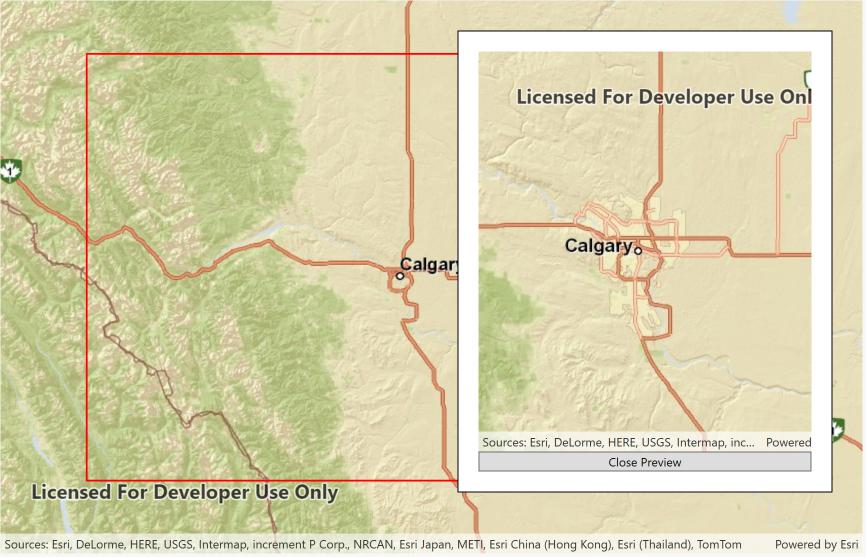 Licensed For Developer Use Onl
1
Calgary
Calgary
Sources: Esri, DeLorme, HERE, USGS, Intermap, inc... Powered
Close Preview
Licensed For Developer Use Only
Sources: Esri, DeLorme, HERE, USGS, Intermap, increment P Corp., NRCAN, Esri Japan, METI, Esri China (Hong Kong), Esri (Thailand), TomTom Powered by Esri